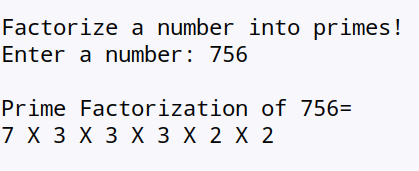 Factorize a number into primes!
Enter a number: 756
Prime Factorization of 756=
7 X 3 X 3 X 3 X 2 X 2